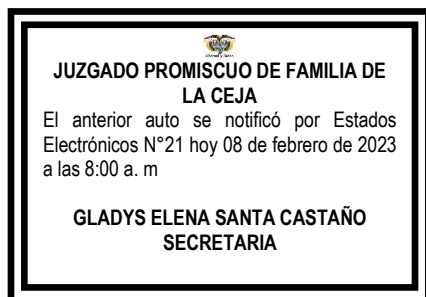 JUZGADO PROMISCUO DE FAMILIA DE
LA CEJA
El anterior auto se notificó por Estados
Electrónicos N°21 hoy 08 de febrero de 2023
a las 8:00 a. m
GLADYS ELENA SANTA CASTAÑO
SECRETARIA